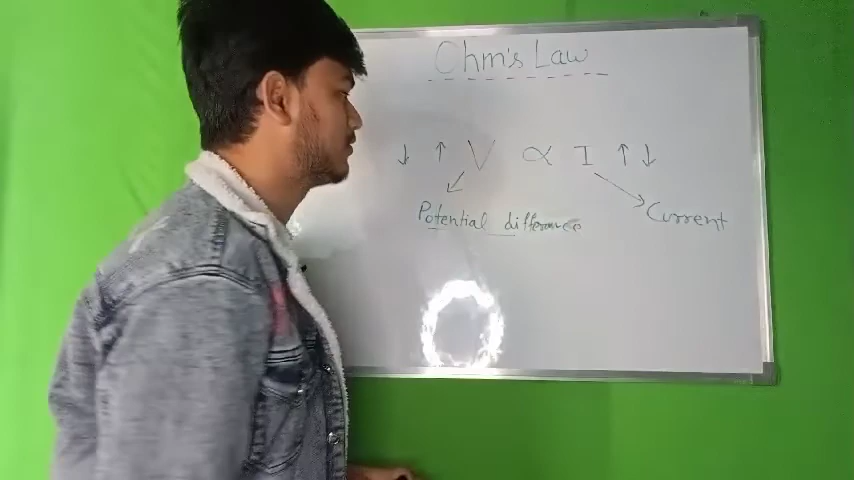 Ohm's Law
↓ ↑ V ∝ I ↑ ↓
Potential difference
Current